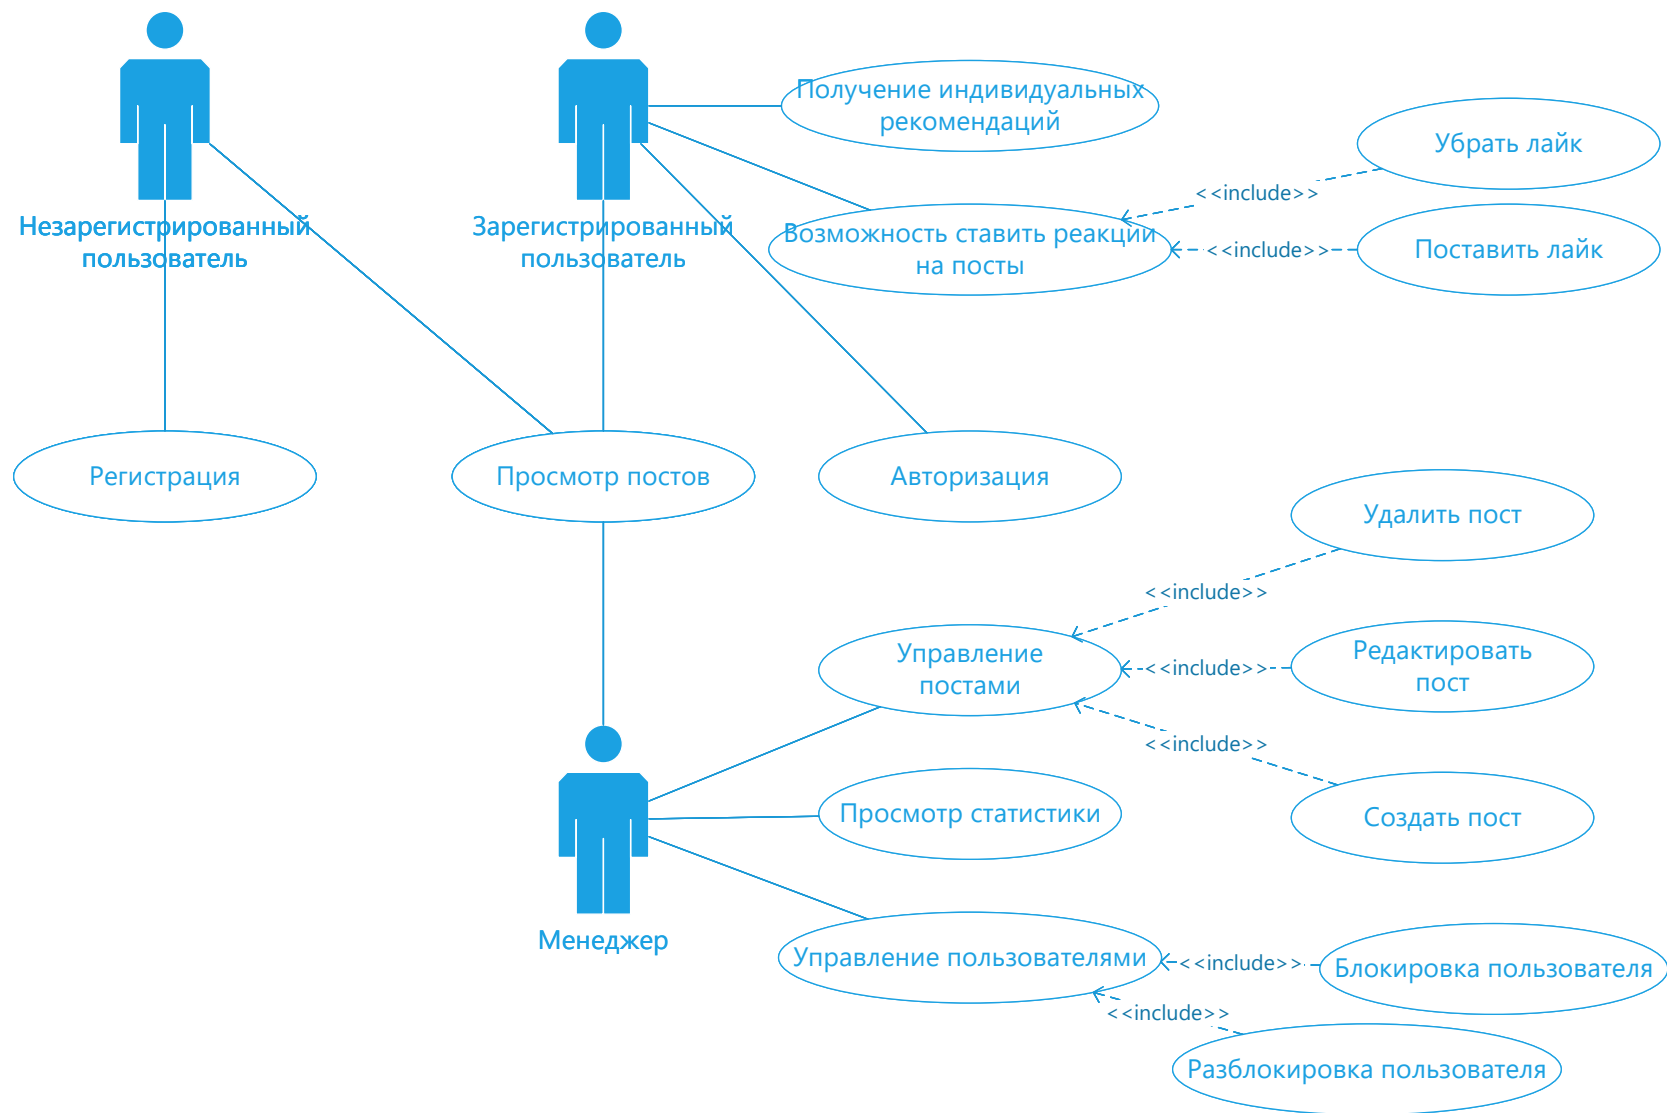 Незарегистрированный
пользователь
Зарегистрированный
пользователь
Получение индивидуальных
рекомендаций
Возможность ставить реакции
на посты
<<include>>
<<include>>
Убрать лайк
Поставить лайк
Регистрация
Просмотр постов
Авторизация
Удалить пост
<<include>>
Управление
постами
<<include>>
Редактировать
пост
<<include>>
Создать пост
Просмотр статистики
Менеджер
Управление пользователями
<<include>>
Блокировка пользователя
<<include>>
Разблокировка пользователя